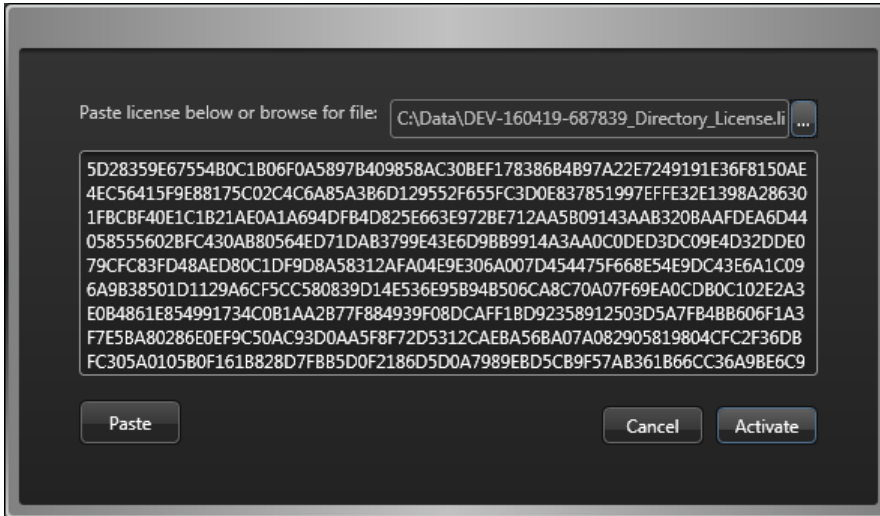 Paste license below or browse for file:
C:\Data\DEV-160419-687839_Directory_License.li
...
5D28359E67554B0C1B06F0A5897B409858AC30BEF178386B4B97A22E7249191E36F8150AE
4EC56415F9E88175C02C4C6A85A3B6D129552F655FC3D0E837851997EFFE32E1398A28630
1FBCBF40E1C1B21AE0A1A694DFB4D825E663E972BE712AA5B09143AAB320BAAFDEA6D44
058555602BFC430AB80564ED71DAB3799E43E6D9BB9914A3AA0C0DED3DC09E4D32DDE0
79CFC83FD48AED80C1DF9D8A58312AFA04E9E306A007D454475F668E54E9DC43E6A1C09
6A9B38501D1129A6CF5CC580839D14E536E95B94B506CA8C70A07F69EA0CDB0C102E2A3
E0B4861E854991734C0B1AA2B77F884939F08DCAFF1BD92358912503D5A7FB4BB606F1A3
F7E5BA80286E0EF9C50AC93D0AA5F8F72D5312CAEBA56BA07A082905819804CFC2F36DB
FC305A0105B0F161B828D7FBB5D0F2186D5D0A7989EBD5CB9F57AB361B66CC36A9BE6C9
Paste
Cancel
Activate